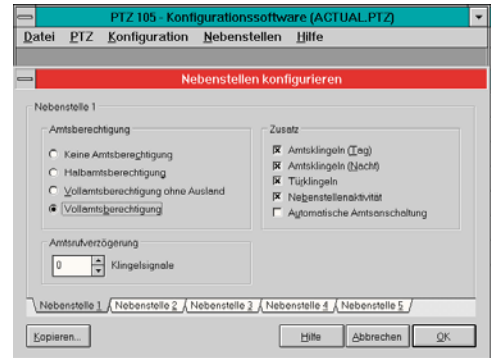 PTZ 105 - Konfigurationssoftware (ACTUAL.PTZ)
Datei PTZ Konfiguration Nebenstellen Hilfe
Nebenstellen konfigurieren
Nebenstelle 1
Amtsberechtigung
Keine Amtsberechtigung
Halbamtsberechtigung
Vollamtsberechtigung ohne Ausland
Vollamtsberechtigung
Zusatz
Amtsklingeln (Tag)
Amtsklingeln (Nacht)
Türklingeln
Nebenstellenaktivität
Automatische Amtsanschaltung
Amtsrufverzögerung
0 Klingelsignale
Nebenstelle 1 Nebenstelle 2 Nebenstelle 3 Nebenstelle 4 Nebenstelle 5
Kopieren... Hilfe Abbrechen OK